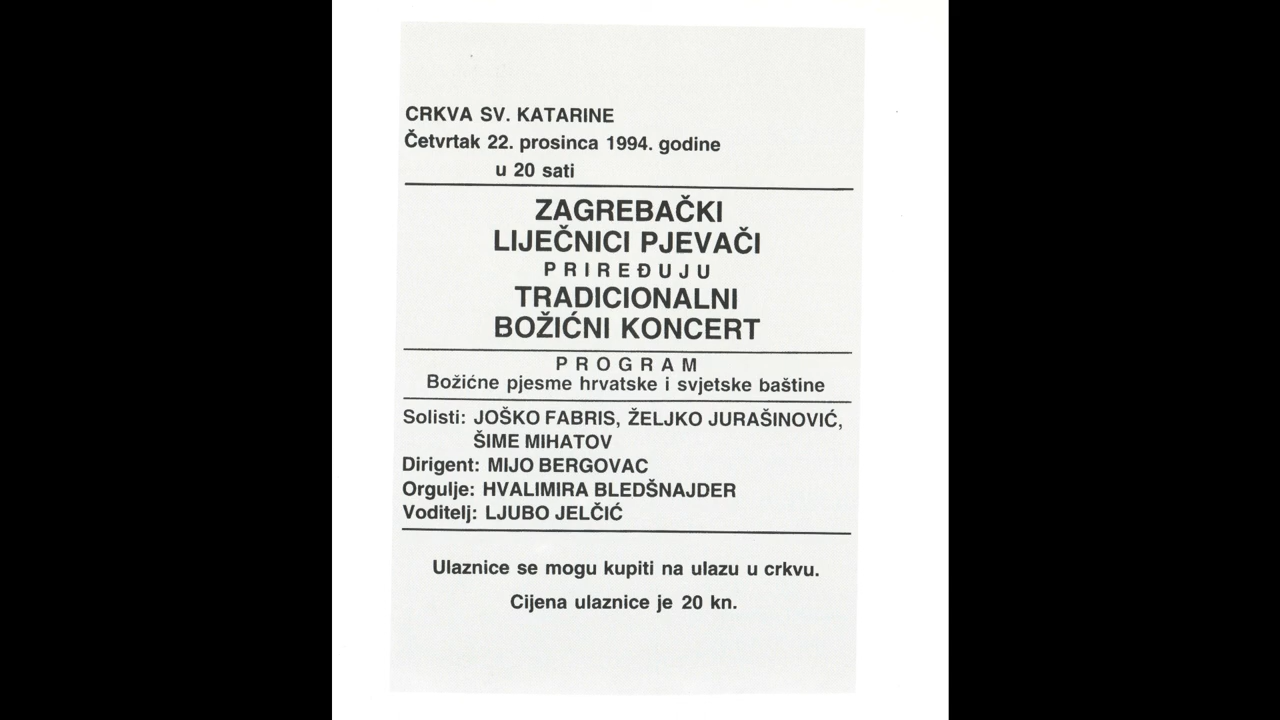 CRKVA SV. KATARINE
Četvrtak 22. prosinca 1994. godine
u 20 sati
ZAGREBAČKI
LIJEČNICI PJEVAČI
PRIREĐUJU
TRADICIONALNI
BOŽIĆNI KONCERT
PROGRAM
Božićne pjesme hrvatske i svjetske baštine
Solisti: JOŠKO FABRIS, ŽELJKO JURAŠINOVIĆ,
ŠIME MIHATOV
Dirigent: MIJO BERGOVAC
Orgulje: HVALIMIRA BLEDŠNAJDER
Voditelj: LJUBO JELČIĆ
Ulaznice se mogu kupiti na ulazu u crkvu.
Cijena ulaznice je 20 kn.